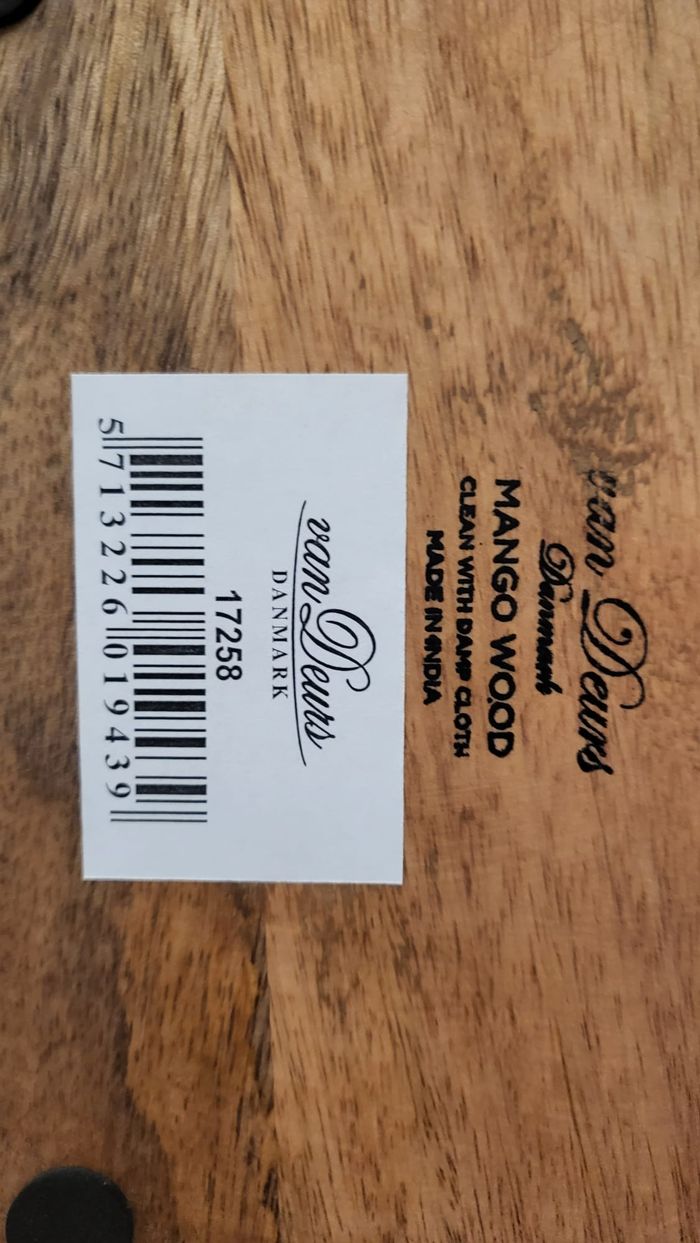 van Deurs
Danmark
MANGO WOOD
CLEAN WITH DAMP CLOTH
MADE IN INDIA
van Deurs
DANMARK
17258
5 713226 019439